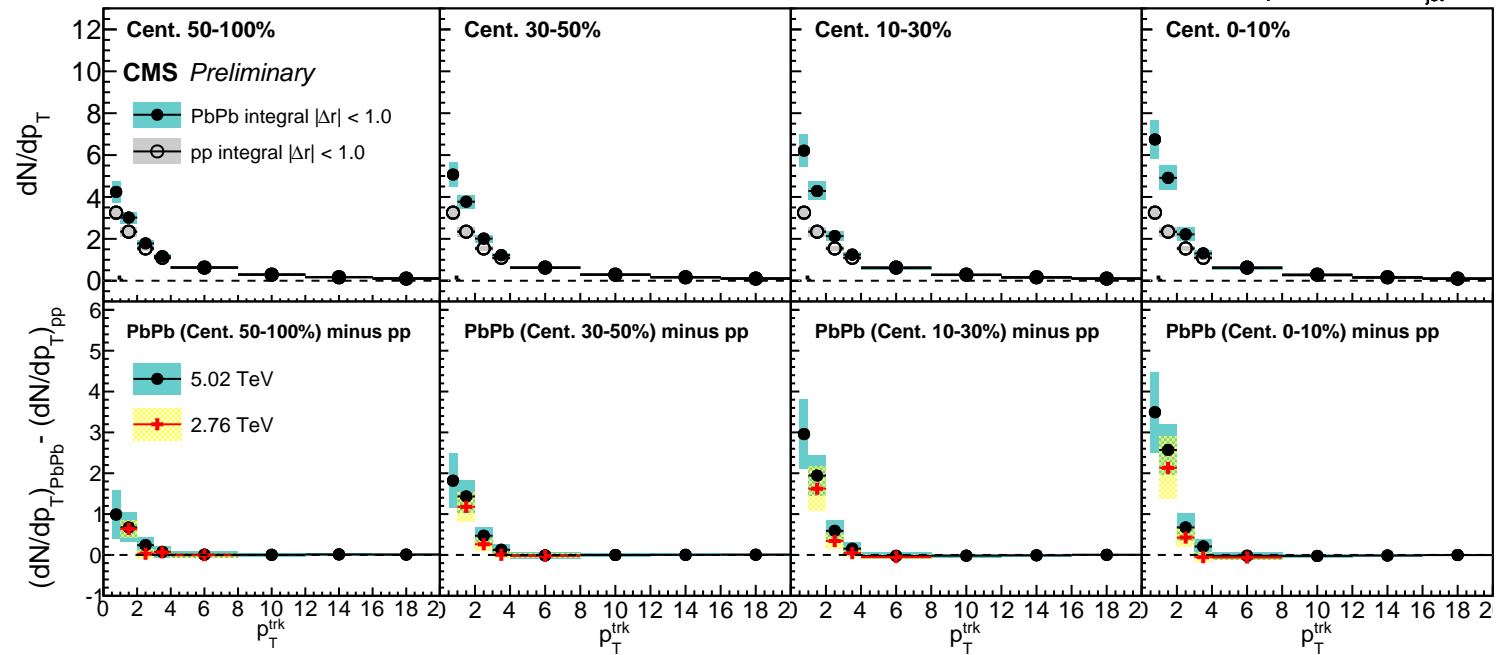 jet
Cent. 50-100%
Cent. 30-50%
Cent. 10-30%
Cent. 0-10%
CMS Preliminary
PbPb integral |Δr| < 1.0
pp integral |Δr| < 1.0
dN/dp_T
12
10
8
6
4
2
0
PbPb (Cent. 50-100%) minus pp
PbPb (Cent. 30-50%) minus pp
PbPb (Cent. 10-30%) minus pp
PbPb (Cent. 0-10%) minus pp
5.02 TeV
2.76 TeV
(dN/dp_T)_PbPb - (dN/dp_T)_pp
6
5
4
3
2
1
0
-1
0 2 4 6 8 10 12 14 16 18 2
2 4 6 8 10 12 14 16 18 2
2 4 6 8 10 12 14 16 18 2
2 4 6 8 10 12 14 16 18 20
p_T^trk
p_T^trk
p_T^trk
p_T^trk